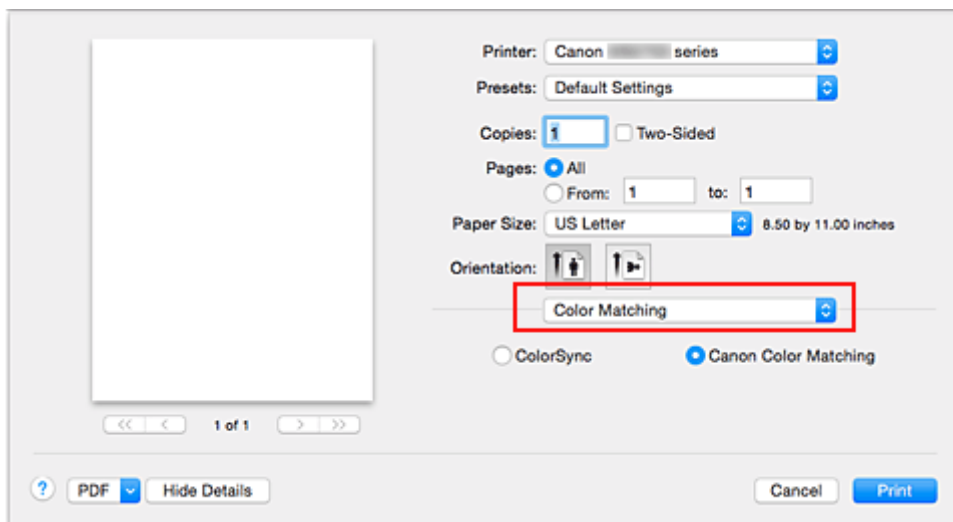 Printer: Canon series
Presets: Default Settings
Copies: 1 Two-Sided
Pages: All
From: 1 to: 1
Paper Size: US Letter 8.50 by 11.00 inches
Orientation:
Color Matching
ColorSync Canon Color Matching
<< < 1 of 1 > >>
? PDF Hide Details Cancel Print